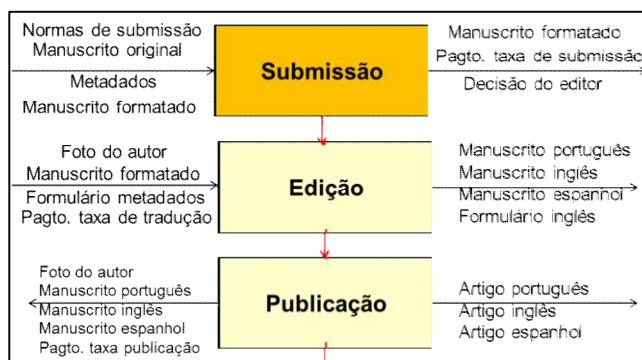 Normas de submissão
Manuscrito original
Metadados
Manuscrito formatado
Submissão
Manuscrito formatado
Pagto. taxa de submissão
Decisão do editor
Foto do autor
Manuscrito formatado
Formulário metadados
Pagto. taxa de tradução
Edição
Manuscrito português
Manuscrito inglês
Manuscrito espanhol
Formulário inglês
Foto do autor
Manuscrito português
Manuscrito inglês
Manuscrito espanhol
Pagto. taxa publicação
Publicação
Artigo português
Artigo inglês
Artigo espanhol